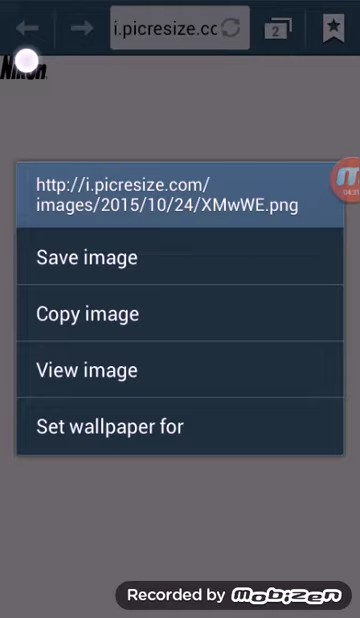 i.picresize.cc
2
Nikon
http://i.picresize.com/
images/2015/10/24/XMwWE.png
Save image
Copy image
View image
Set wallpaper for
Recorded by mobizen